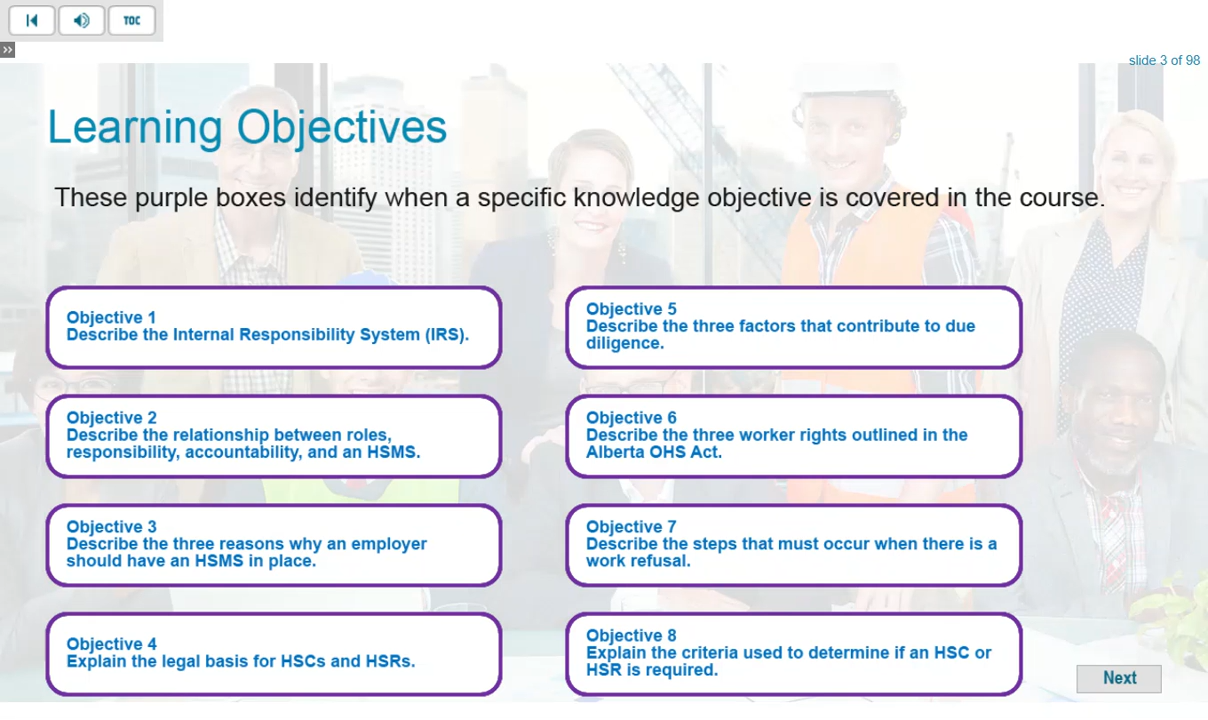 TOC
slide 3 of 98
Learning Objectives
These purple boxes identify when a specific knowledge objective is covered in the course.
Objective 1
Describe the Internal Responsibility System (IRS).
Objective 2
Describe the relationship between roles,
responsibility, accountability, and an HSMS.
Objective 3
Describe the three reasons why an employer
should have an HSMS in place.
Objective 4
Explain the legal basis for HSCs and HSRs.
Objective 5
Describe the three factors that contribute to due
diligence.
Objective 6
Describe the three worker rights outlined in the
Alberta OHS Act.
Objective 7
Describe the steps that must occur when there is a
work refusal.
Objective 8
Explain the criteria used to determine if an HSC or
HSR is required.
Next